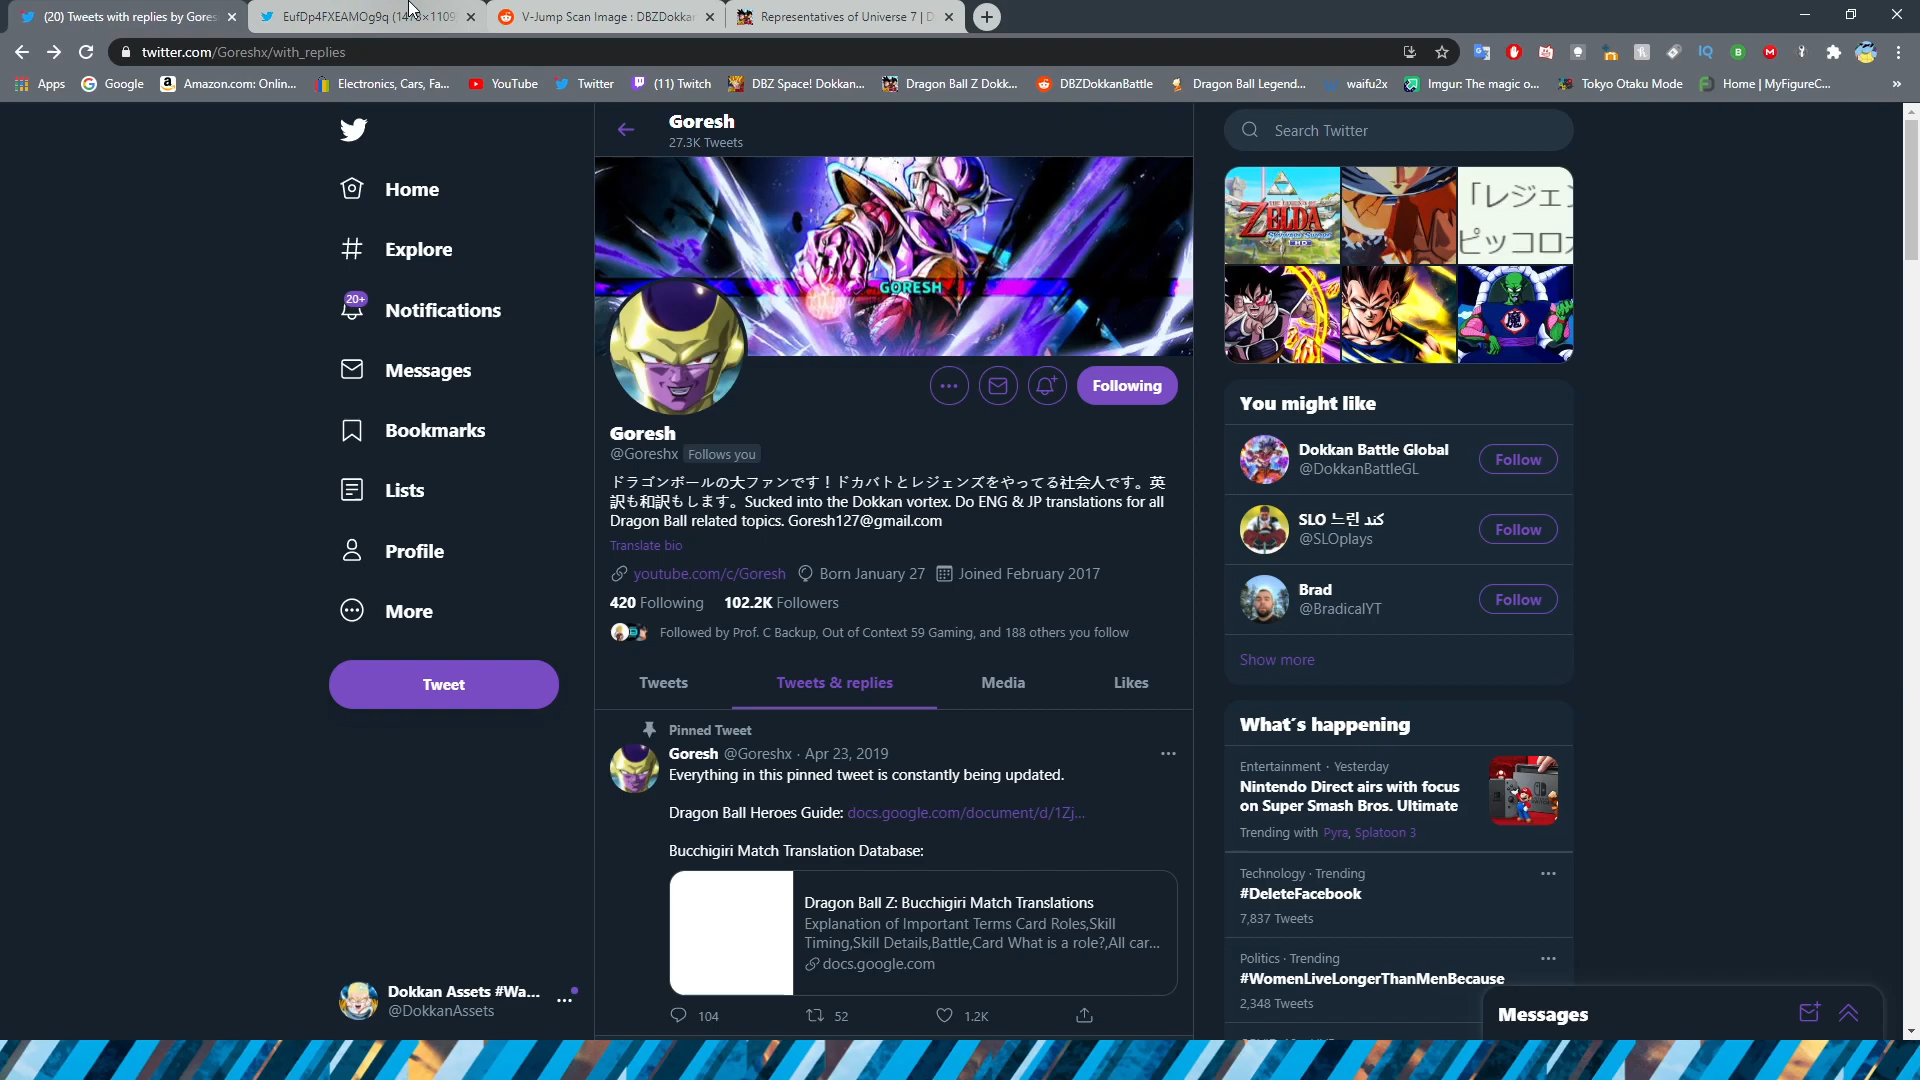 (20) Tweets with replies by Gores
EufDp4FXEAMOg9q
V-Jump Scan Image : DBZDokkan
Representatives of Universe 7 | D
twitter.com/Goreshx/with_replies
Apps
Google
Amazon.com: Onlin...
Electronics, Cars, Fa...
YouTube
Twitter
(11) Twitch
DBZ Space! Dokkan...
Dragon Ball Z Dokk...
DBZDokkanBattle
Dragon Ball Legend...
waifu2x
Imgur: The magic o...
Tokyo Otaku Mode
Home | MyFigureC...
Goresh
27.3K Tweets
Search Twitter
Home
Explore
20+
Notifications
Messages
Bookmarks
Lists
Profile
More
Tweet
Dokkan Assets #Wa...
@DokkanAssets
GORESH
Following
Goresh
@Goreshx Follows you
ドラゴンボールの大ファンです！ドカバトとレジェンズをやってる社会人です。英
訳も和訳もします。Sucked into the Dokkan vortex. Do ENG & JP translations for all
Dragon Ball related topics. Goresh127@gmail.com
Translate bio
youtube.com/c/Goresh Born January 27 Joined February 2017
420 Following 102.2K Followers
Followed by Prof. C Backup, Out of Context 59 Gaming, and 188 others you follow
Tweets
Tweets & replies
Media
Likes
Pinned Tweet
Goresh @Goreshx · Apr 23, 2019
Everything in this pinned tweet is constantly being updated.
Dragon Ball Heroes Guide: docs.google.com/document/d/1Zj...
Bucchigiri Match Translation Database:
Dragon Ball Z: Bucchigiri Match Translations
Explanation of Important Terms Card Roles,Skill
Timing,Skill Details,Battle,Card What is a role?,All car...
docs.google.com
104
52
1.2K
ZELDA
HD
「レジェン
ピッコロ
魔
You might like
Dokkan Battle Global
@DokkanBattleGL
Follow
SLO 느린 كند
@SLOplays
Follow
Brad
@BradicalYT
Follow
Show more
What's happening
Entertainment · Yesterday
Nintendo Direct airs with focus
on Super Smash Bros. Ultimate
Trending with Pyra, Splatoon 3
Technology · Trending
#DeleteFacebook
7,837 Tweets
Politics · Trending
#WomenLiveLongerThanMenBecause
2,348 Tweets
Messages